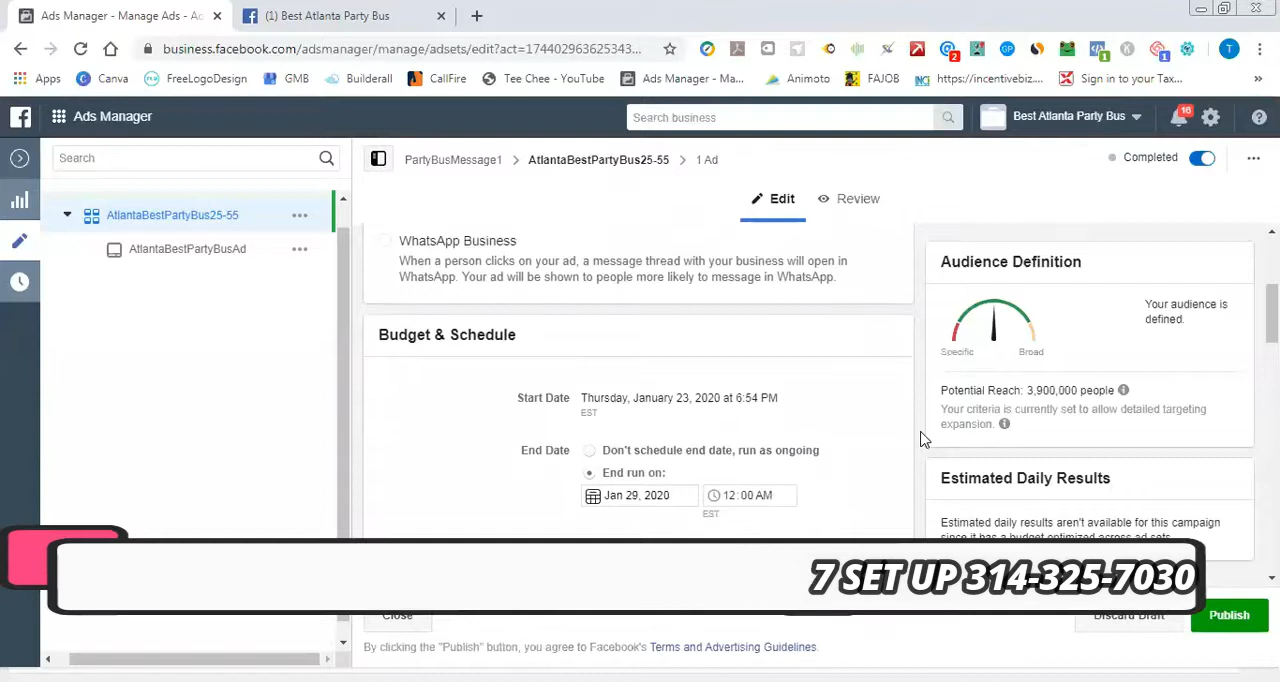 Ads Manager - Manage Ads - Ac
(1) Best Atlanta Party Bus
business.facebook.com/adsmanager/manage/adsets/edit?act=174402963625343...
2
1
1
T
Apps
Canva
FreeLogoDesign
GMB
Builderall
CallFire
Tee Chee - YouTube
Ads Manager - Ma...
Animoto
FAJOB
https://incentivebiz....
Sign in to your Tax...
»
Ads Manager
Search business
Best Atlanta Party Bus
16
Search
PartyBusMessage1 > AtlantaBestPartyBus25-55 > 1 Ad
Completed
AtlantaBestPartyBus25-55
AtlantaBestPartyBusAd
Edit
Review
WhatsApp Business
When a person clicks on your ad, a message thread with your business will open in
WhatsApp. Your ad will be shown to people more likely to message in WhatsApp.
Budget & Schedule
Start Date
Thursday, January 23, 2020 at 6:54 PM
EST
End Date
Don't schedule end date, run as ongoing
End run on:
Jan 29, 2020
12:00 AM
EST
Audience Definition
Your audience is
defined.
Specific
Broad
Potential Reach: 3,900,000 people
Your criteria is currently set to allow detailed targeting
expansion.
Estimated Daily Results
Estimated daily results aren't available for this campaign
since it has a budget optimized across ad sets
7 SET UP 314-325-7030
Close
Discard Draft
Publish
By clicking the "Publish" button, you agree to Facebook's Terms and Advertising Guidelines.